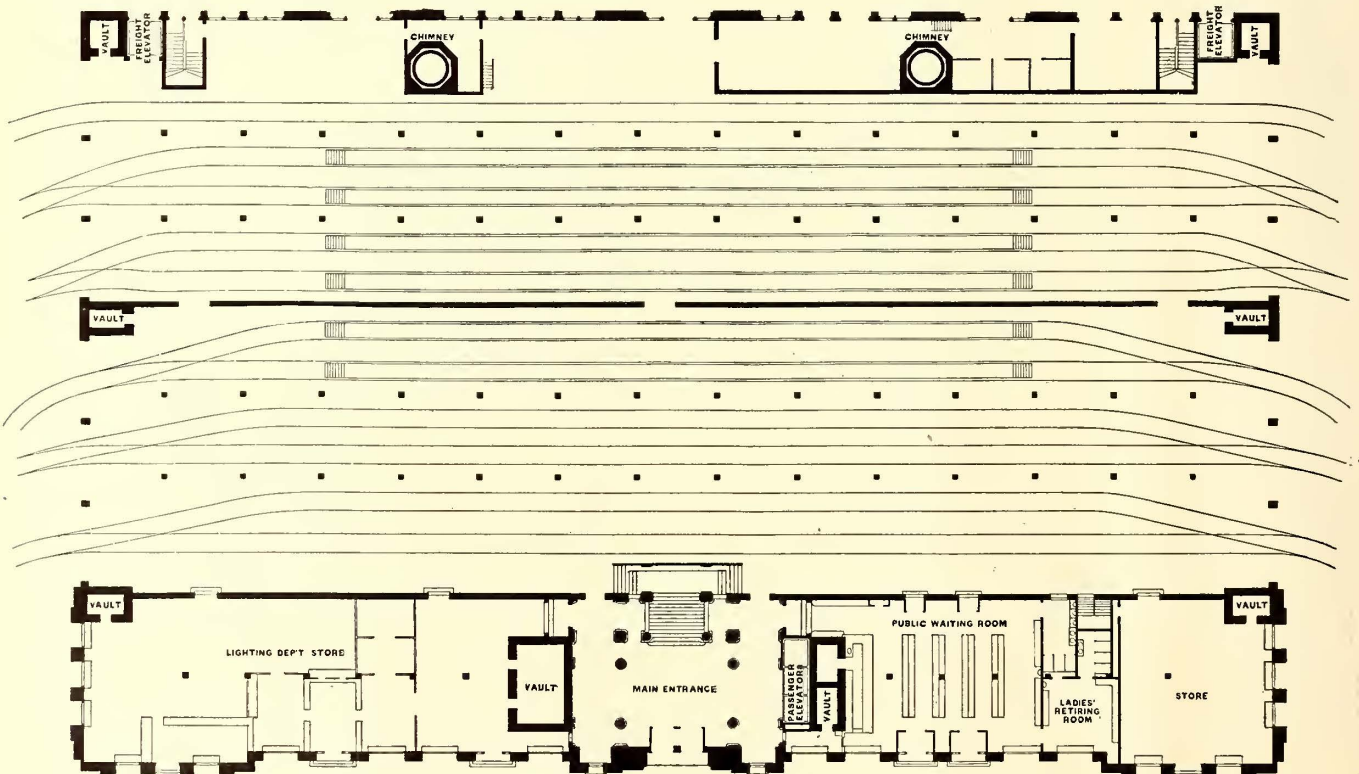 VAULT
FREIGHT
ELEVATOR
CHIMNEY
CHIMNEY
FREIGHT
ELEVATOR
VAULT
VAULT
VAULT
VAULT
LIGHTING DEP'T STORE
VAULT
MAIN ENTRANCE
PASSENGER
ELEVATORS
VAULT
PUBLIC WAITING ROOM
LADIES'
RETIRING
ROOM
STORE
VAULT